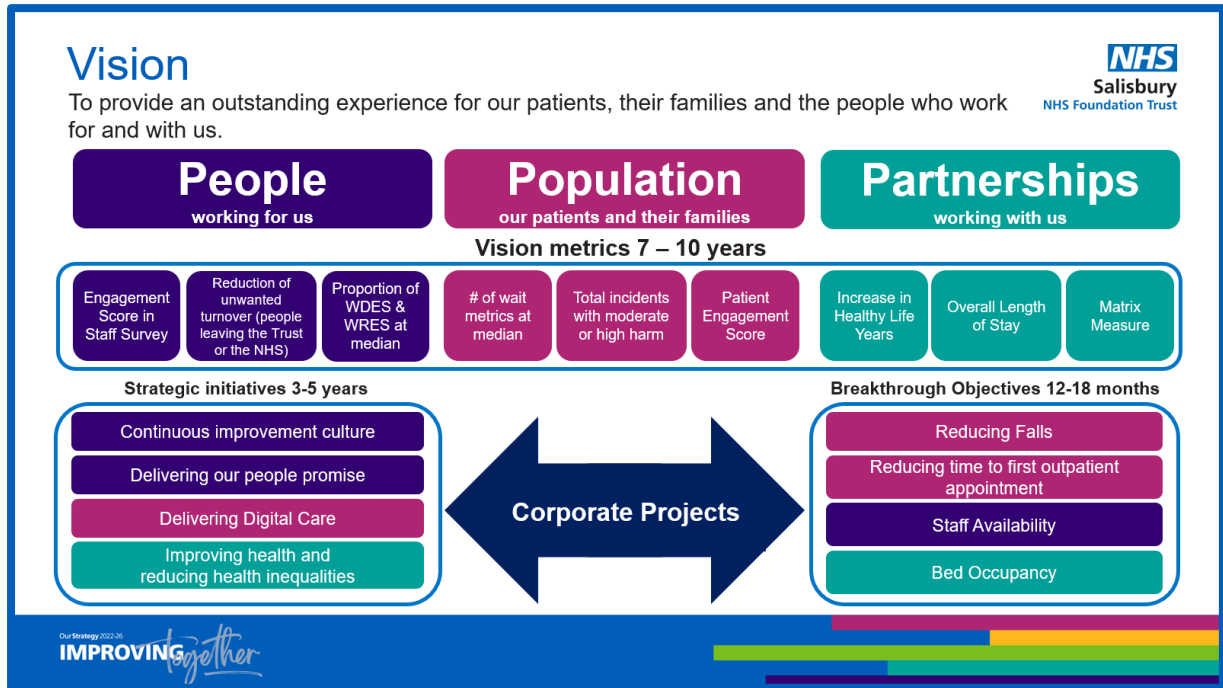 Vision
NHS
Salisbury
NHS Foundation Trust
To provide an outstanding experience for our patients, their families and the people who work
for and with us.
People
working for us
Population
our patients and their families
Partnerships
working with us
Vision metrics 7 – 10 years
Engagement
Score in
Staff Survey
Reduction of
unwanted
turnover (people
leaving the Trust
or the NHS)
Proportion of
WDES &
WRES at
median
# of wait
metrics at
median
Total incidents
with moderate
or high harm
Patient
Engagement
Score
Increase in
Healthy Life
Years
Overall Length
of Stay
Matrix
Measure
Strategic initiatives 3-5 years
Continuous improvement culture
Delivering our people promise
Delivering Digital Care
Improving health and
reducing health inequalities
Corporate Projects
Breakthrough Objectives 12-18 months
Reducing Falls
Reducing time to first outpatient
appointment
Staff Availability
Bed Occupancy
Our Strategy 2022-26
IMPROVING together